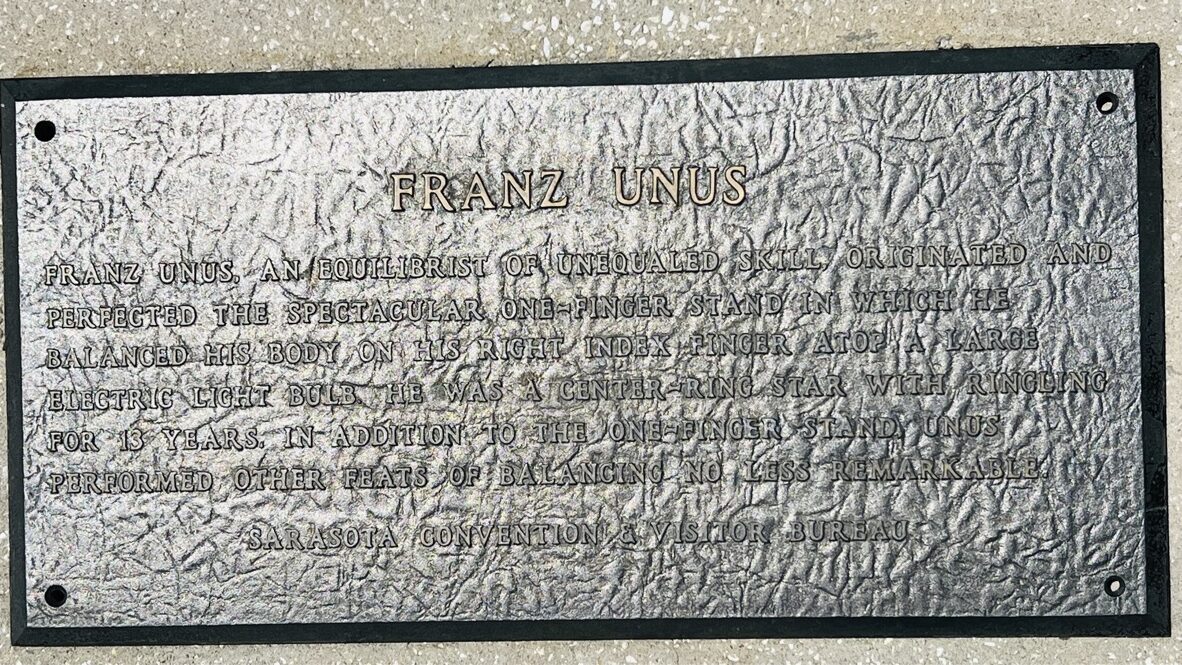 FRANZ UNUS
FRANZ UNUS, AN EQUILIBRIST OF UNEQUALED SKILL, ORIGINATED AND
PERFECTED THE SPECTACULAR ONE-FINGER STAND IN WHICH HE
BALANCED HIS BODY ON HIS RIGHT INDEX FINGER ATOP A LARGE
ELECTRIC LIGHT BULB. HE WAS A CENTER-RING STAR WITH RINGLING
FOR 13 YEARS. IN ADDITION TO THE ONE-FINGER STAND, UNUS
PERFORMED OTHER FEATS OF BALANCING NO LESS REMARKABLE.
SARASOTA CONVENTION & VISITOR BUREAU